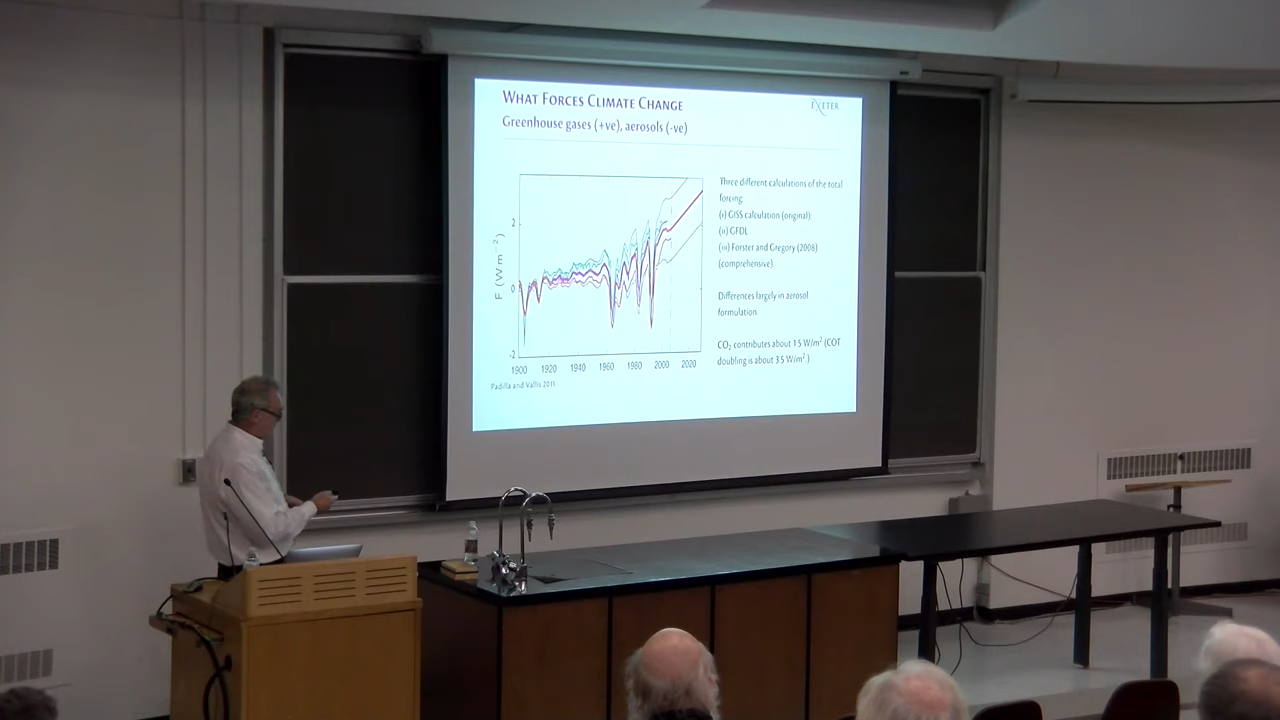 WHAT FORCES CLIMATE CHANGE
EXETER
Greenhouse gases (+ve), aerosols (-ve)
Three different calculations of the total
forcing:
(i) GISS calculation (original).
(ii) GFDL
(iii) Forster and Gregory (2008)
(comprehensive).
Differences largely in aerosol
formulation.
CO₂ contributes about 1.5 W/m² (COT
doubling is about 3.5 W/m².)
F (W m⁻²)
2
0
-2
1900 1920 1940 1960 1980 2000 2020
Padilla and Vallis 2011